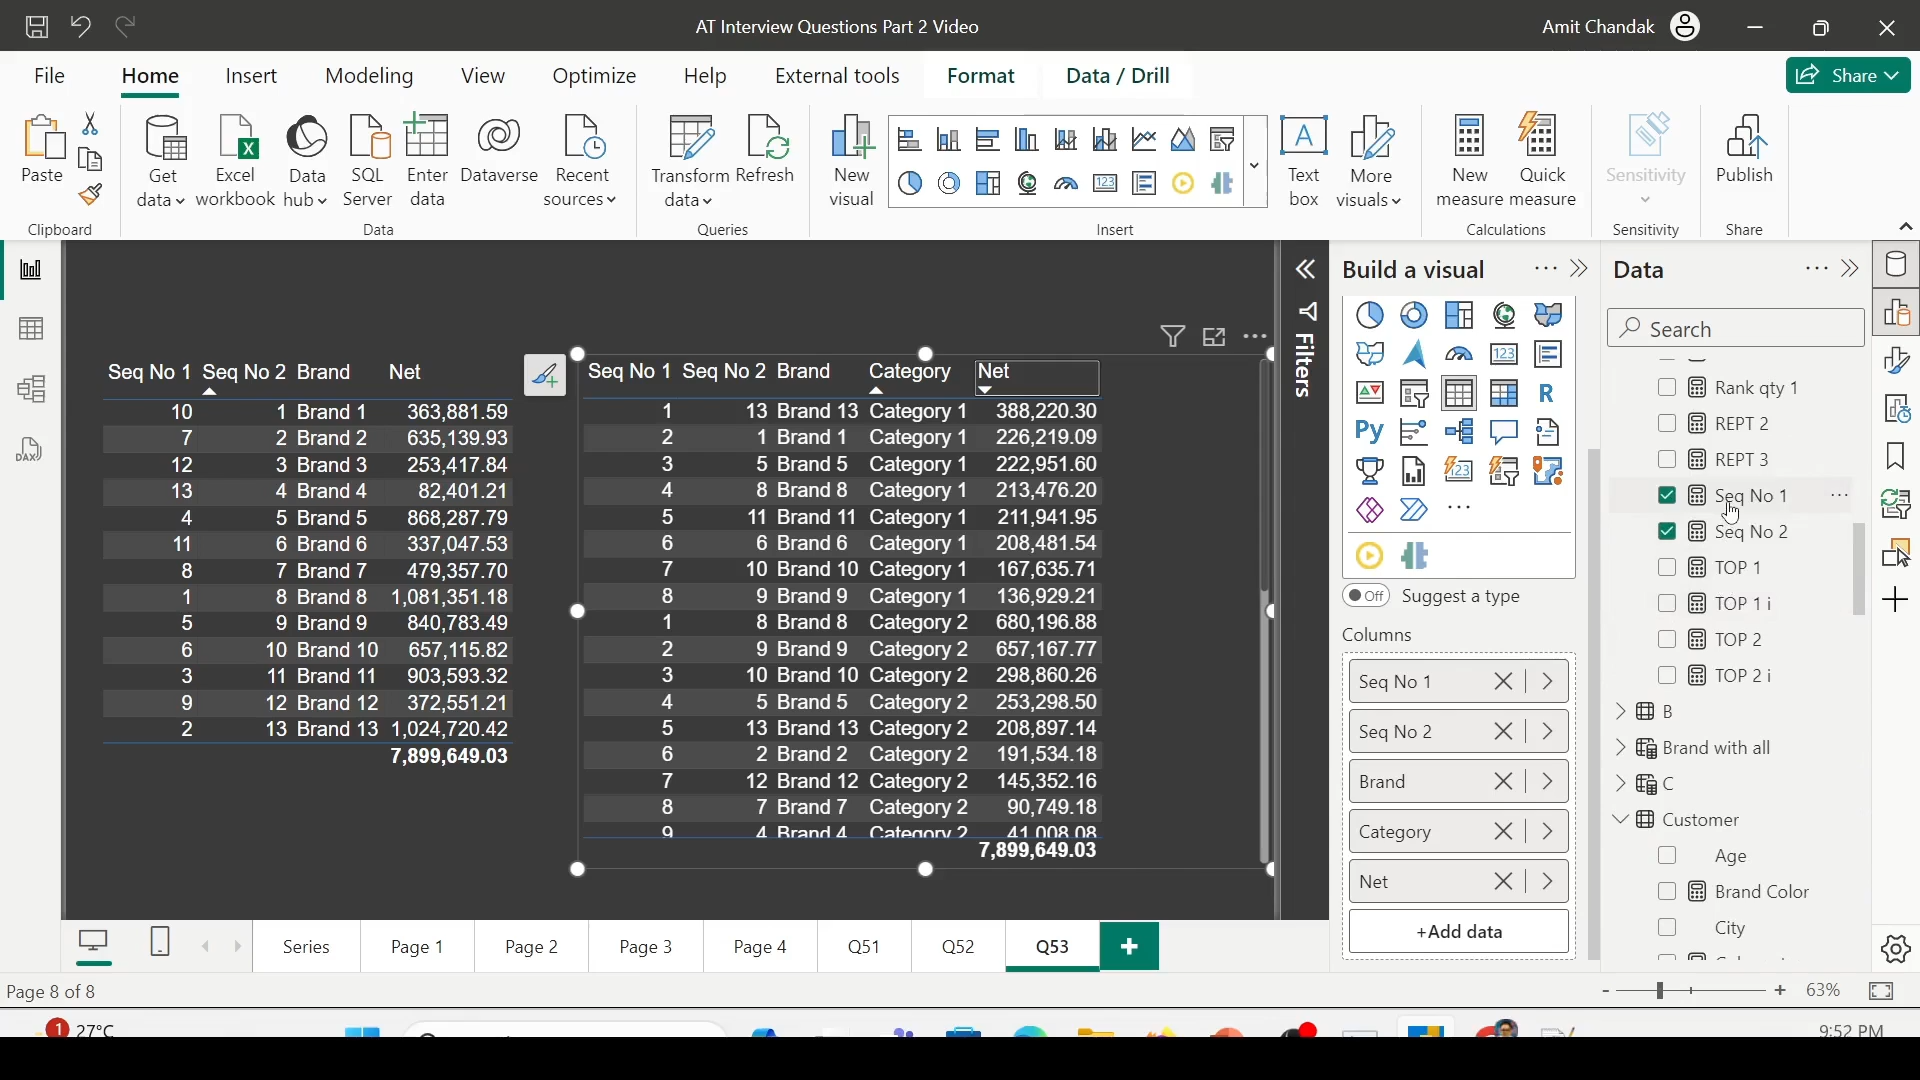 AT Interview Questions Part 2 Video
Amit Chandak
File Home Insert Modeling View Optimize Help External tools Format Data / Drill
Share
Paste
Get data
Excel workbook
Data hub
SQL Server
Enter data
Dataverse
Recent sources
Transform data
Refresh
New visual
Text box
More visuals
New measure
Quick measure
Sensitivity
Publish
Clipboard Data Queries Insert Calculations Sensitivity Share
Seq No 1 Seq No 2 Brand Net
10 1 Brand 1 363,881.59
7 2 Brand 2 635,139.93
12 3 Brand 3 253,417.84
13 4 Brand 4 82,401.21
4 5 Brand 5 868,287.79
11 6 Brand 6 337,047.53
8 7 Brand 7 479,357.70
1 8 Brand 8 1,081,351.18
5 9 Brand 9 840,783.49
6 10 Brand 10 657,115.82
3 11 Brand 11 903,593.32
9 12 Brand 12 372,551.21
2 13 Brand 13 1,024,720.42
7,899,649.03
Seq No 1 Seq No 2 Brand Category Net
1 13 Brand 13 Category 1 388,220.30
2 1 Brand 1 Category 1 226,219.09
3 5 Brand 5 Category 1 222,951.60
4 8 Brand 8 Category 1 213,476.20
5 11 Brand 11 Category 1 211,941.95
6 6 Brand 6 Category 1 208,481.54
7 10 Brand 10 Category 1 167,635.71
8 9 Brand 9 Category 1 136,929.21
1 8 Brand 8 Category 2 680,196.88
2 9 Brand 9 Category 2 657,167.77
3 10 Brand 10 Category 2 298,860.26
4 5 Brand 5 Category 2 253,298.50
5 13 Brand 13 Category 2 208,897.14
6 2 Brand 2 Category 2 191,534.18
7 12 Brand 12 Category 2 145,352.16
8 7 Brand 7 Category 2 90,749.18
9 4 Brand 4 Category 2 41,008.08
7,899,649.03
Filters
Build a visual
R
Py
123
Off Suggest a type
Columns
Seq No 1
Seq No 2
Brand
Category
Net
+Add data
Data
Search
Rank qty 1
REPT 2
REPT 3
Seq No 1
Seq No 2
TOP 1
TOP 1 i
TOP 2
TOP 2 i
B
Brand with all
C
Customer
Age
Brand Color
City
DAX
Series Page 1 Page 2 Page 3 Page 4 Q51 Q52 Q53
Page 8 of 8
- + 63%
1 27°C
9:52 PM